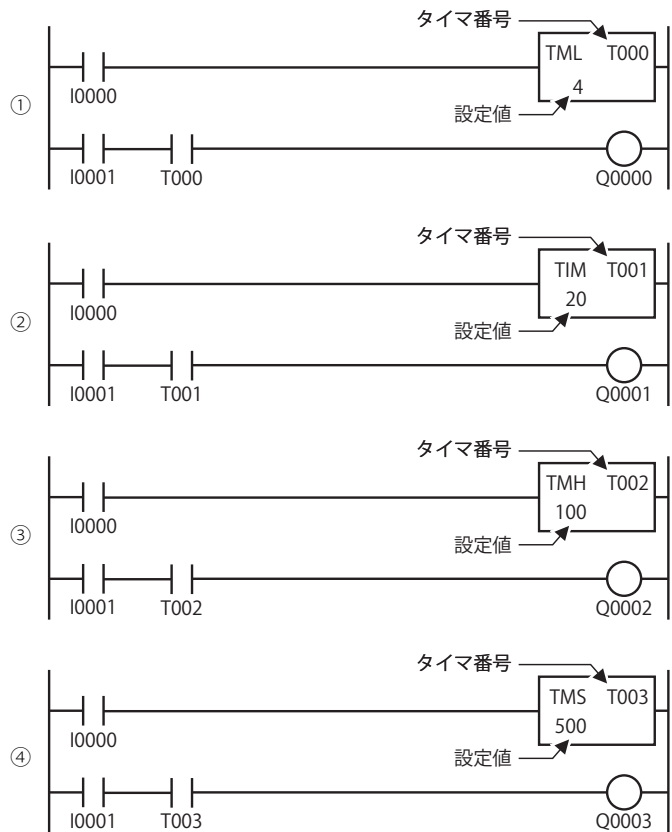 タイマ番号
TML T000
4
設定値
I0000
①
I0001 T000 Q0000
タイマ番号
TIM T001
20
設定値
I0000
②
I0001 T001 Q0001
タイマ番号
TMH T002
100
設定値
I0000
③
I0001 T002 Q0002
タイマ番号
TMS T003
500
設定値
I0000
④
I0001 T003 Q0003